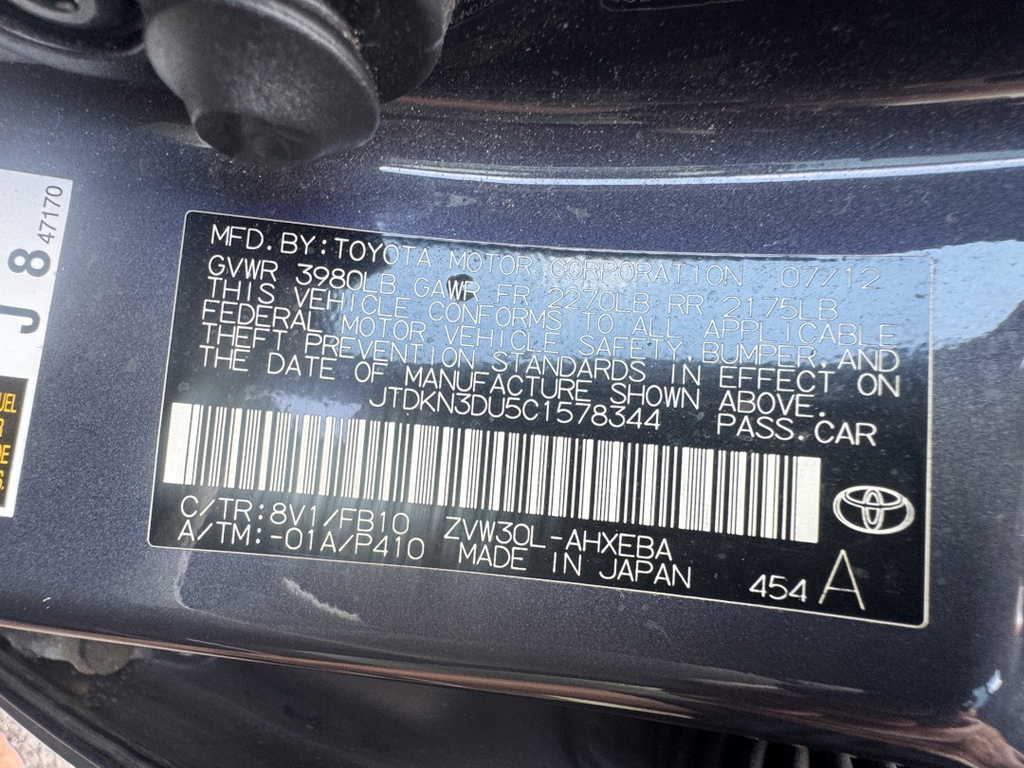 J 8 47170
MFD. BY: TOYOTA MOTOR CORPORATION 07/12
GVWR 3980LB GAWR FR 2270LB RR 2175LB
THIS VEHICLE CONFORMS TO ALL APPLICABLE
FEDERAL MOTOR VEHICLE SAFETY, BUMPER, AND
THEFT PREVENTION STANDARDS IN EFFECT ON
THE DATE OF MANUFACTURE SHOWN ABOVE.
JTDKN3DU5C1578344 PASS. CAR
C/TR: 8V1/FB10 ZVW30L-AHXEBA
A/TM: -01A/P410 MADE IN JAPAN
454 A